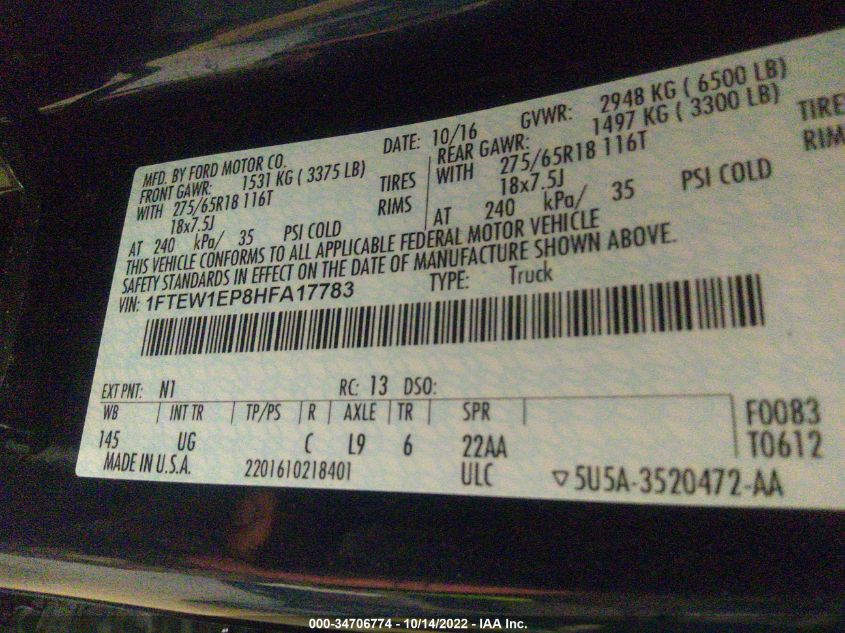 MFD. BY FORD MOTOR CO. DATE: 10/16 GVWR: 2948 KG ( 6500 LB)
FRONT GAWR: 1531 KG ( 3375 LB) REAR GAWR: 1497 KG ( 3300 LB)
WITH 275/65R18 116T TIRES WITH 275/65R18 116T TIRE
18x7.5J RIMS 18x7.5J RIM
AT 240 kPa/ 35 PSI COLD AT 240 kPa/ 35 PSI COLD
THIS VEHICLE CONFORMS TO ALL APPLICABLE FEDERAL MOTOR VEHICLE
SAFETY STANDARDS IN EFFECT ON THE DATE OF MANUFACTURE SHOWN ABOVE.
VIN: 1FTEW1EP8HFA17783 TYPE: Truck
EXT PNT: N1 RC: 13 DSO:
WB INT TR TP/PS R AXLE TR SPR F0083
145 UG C L9 6 22AA T0612
MADE IN U.S.A. 2201610218401 ULC ▽5U5A-3520472-AA
000-34706774 - 10/14/2022 - IAA Inc.